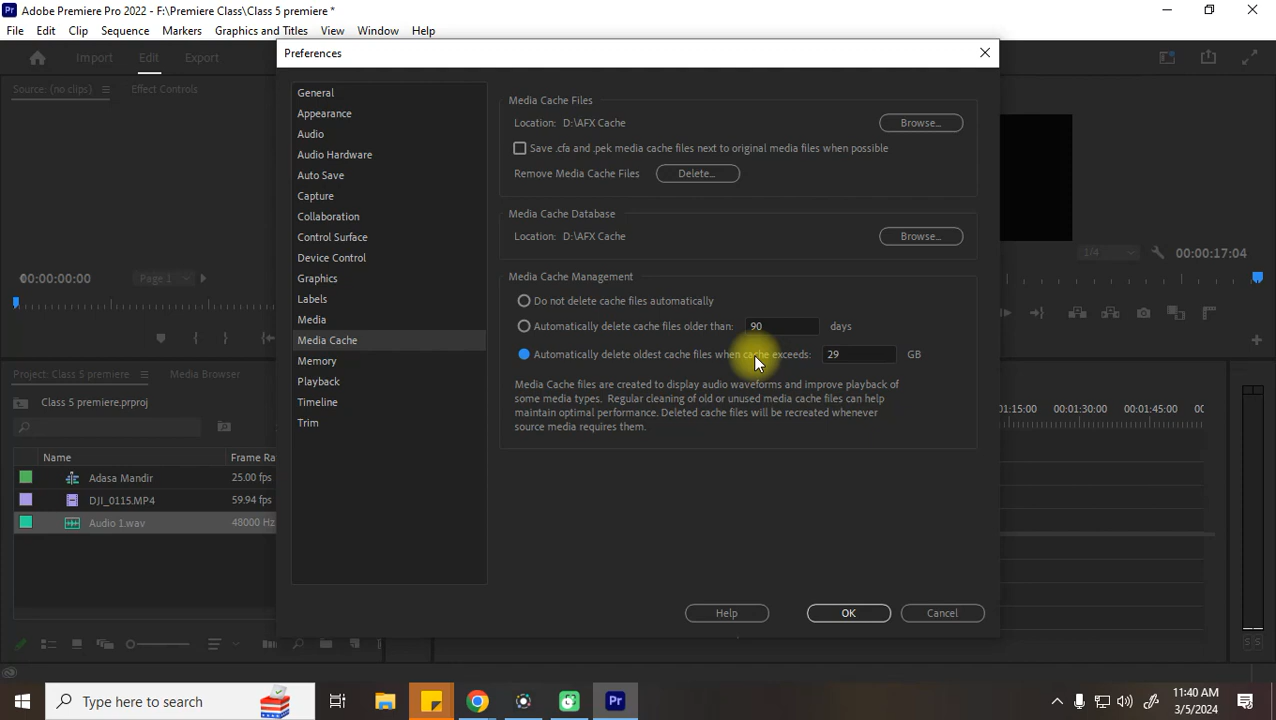 Adobe Premiere Pro 2022 - F:\Premiere Class\Class 5 premiere *
File Edit Clip Sequence Markers Graphics and Titles View Window Help
Import Edit Export
Source: (no clips) Effect Controls
00:00:00:00 Page 1
Project: Class 5 premiere Media Browser
Class 5 premiere.prproj
Name Frame Ra
Adasa Mandir 25.00 fps
DJI_0115.MP4 59.94 fps
Audio 1.wav 48000 Hz
Preferences
General
Appearance
Audio
Audio Hardware
Auto Save
Capture
Collaboration
Control Surface
Device Control
Graphics
Labels
Media
Media Cache
Memory
Playback
Timeline
Trim
Media Cache Files
Location: D:\AFX Cache Browse...
Save .cfa and .pek media cache files next to original media files when possible
Remove Media Cache Files Delete...
Media Cache Database
Location: D:\AFX Cache Browse...
Media Cache Management
Do not delete cache files automatically
Automatically delete cache files older than: 90 days
Automatically delete oldest cache files when cache exceeds: 29 GB
Media Cache files are created to display audio waveforms and improve playback of
some media types. Regular cleaning of old or unused media cache files can help
maintain optimal performance. Deleted cache files will be recreated whenever
source media requires them.
Help OK Cancel
1/4 00:00:17:04
:01:15:00 00:01:30:00 00:01:45:00 00:
S S
Type here to search
11:40 AM
3/5/2024